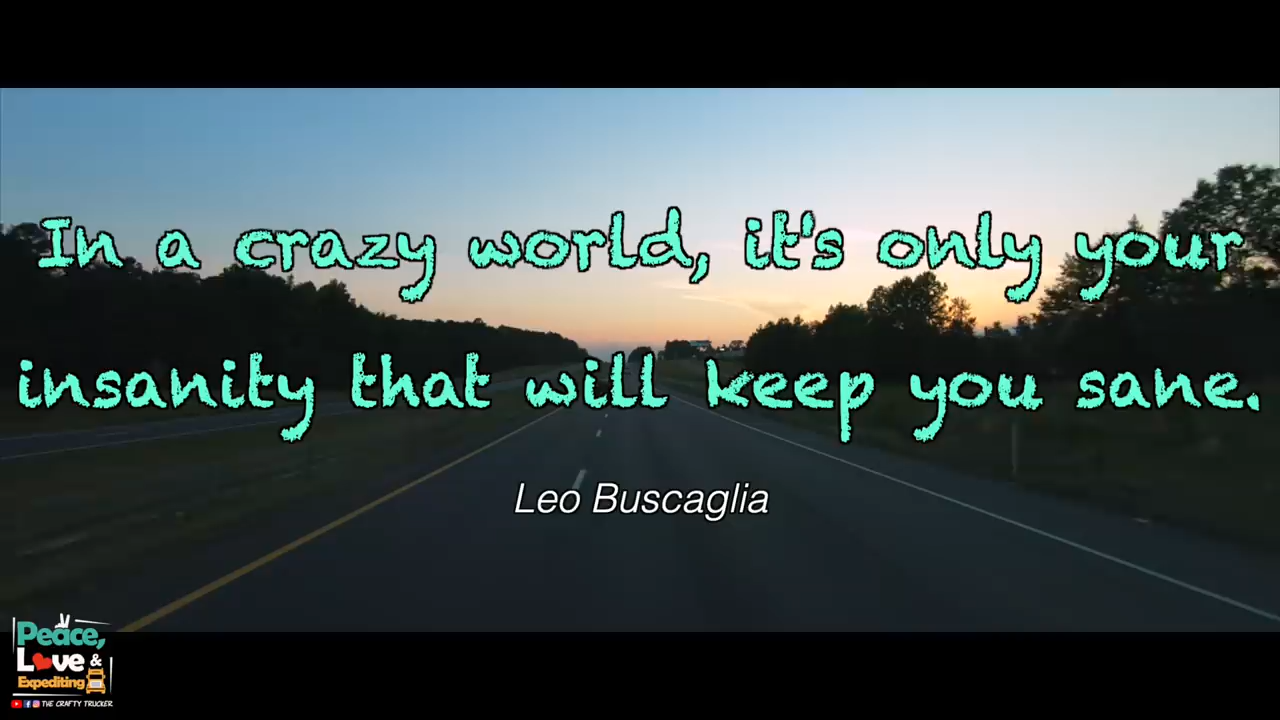 In a crazy world, it's only your
insanity that will keep you sane.
Leo Buscaglia
Peace,
Love &
Expediting
THE CRAFTY TRUCKER